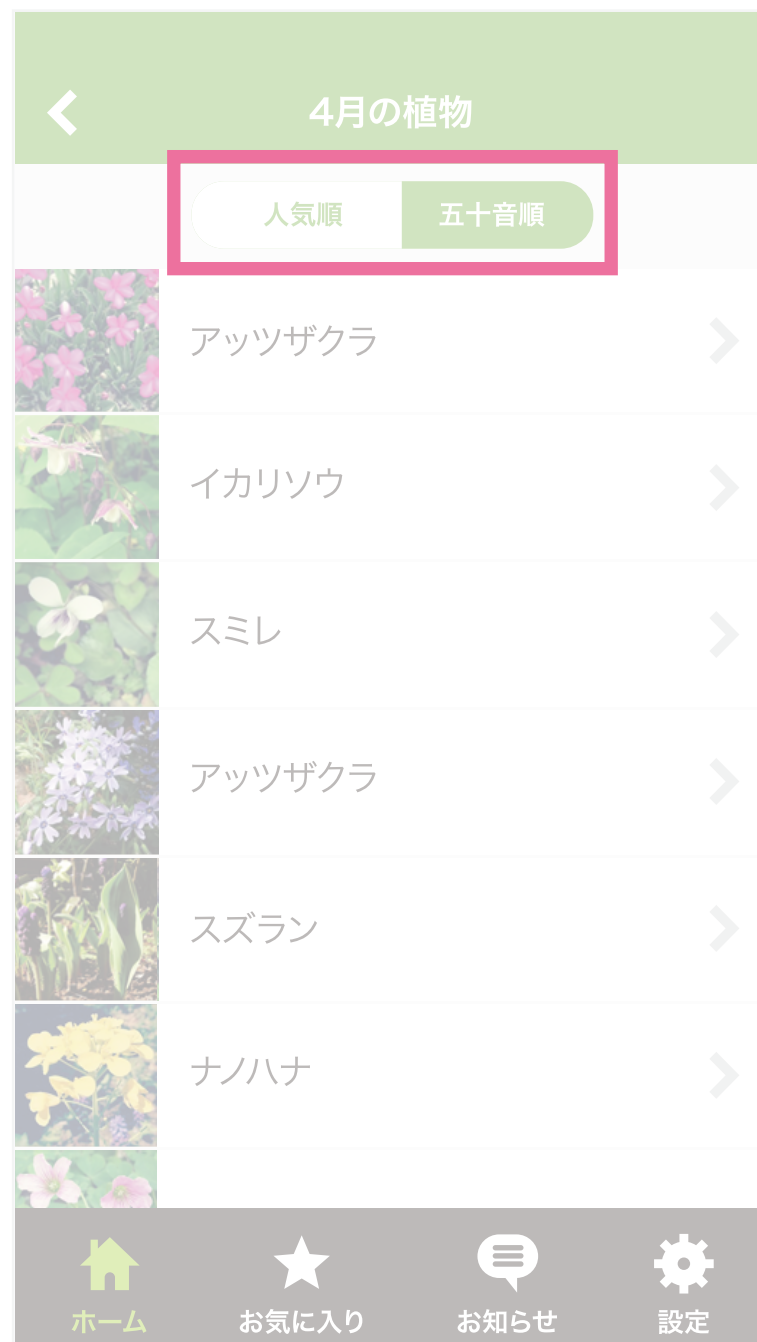 4月の植物
人気順 五十音順
アッツザクラ
イカリソウ
スミレ
アッツザクラ
スズラン
ナノハナ
ホーム お気に入り お知らせ 設定